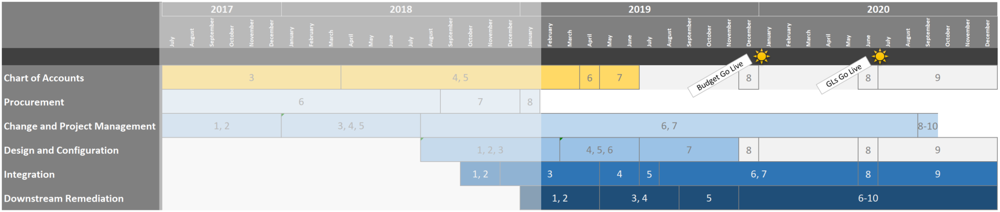 2017 2018 2019 2020
July August September October November December January February March April May June July August September October November December January February March April May June July August September October November December January February March April May June July August September October November December
Budget Go Live GLs Go Live
Chart of Accounts 3 4, 5 6 7 8 8 9
Procurement 6 7 8
Change and Project Management 1, 2 3, 4, 5 6, 7 8-10
Design and Configuration 1, 2, 3 4, 5, 6 7 8 8 9
Integration 1, 2 3 4 5 6, 7 8 9
Downstream Remediation 1, 2 3, 4 5 6-10